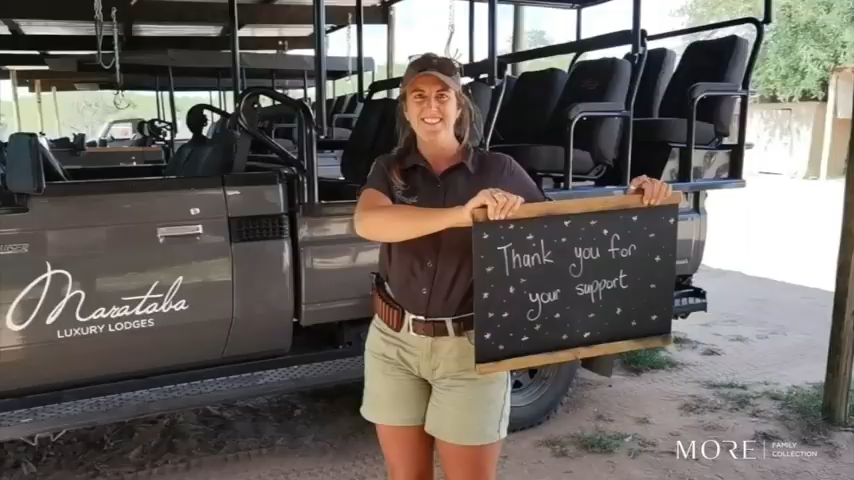 Thank you for
your support
Marataba
LUXURY LODGES
MORE | FAMILY
COLLECTION